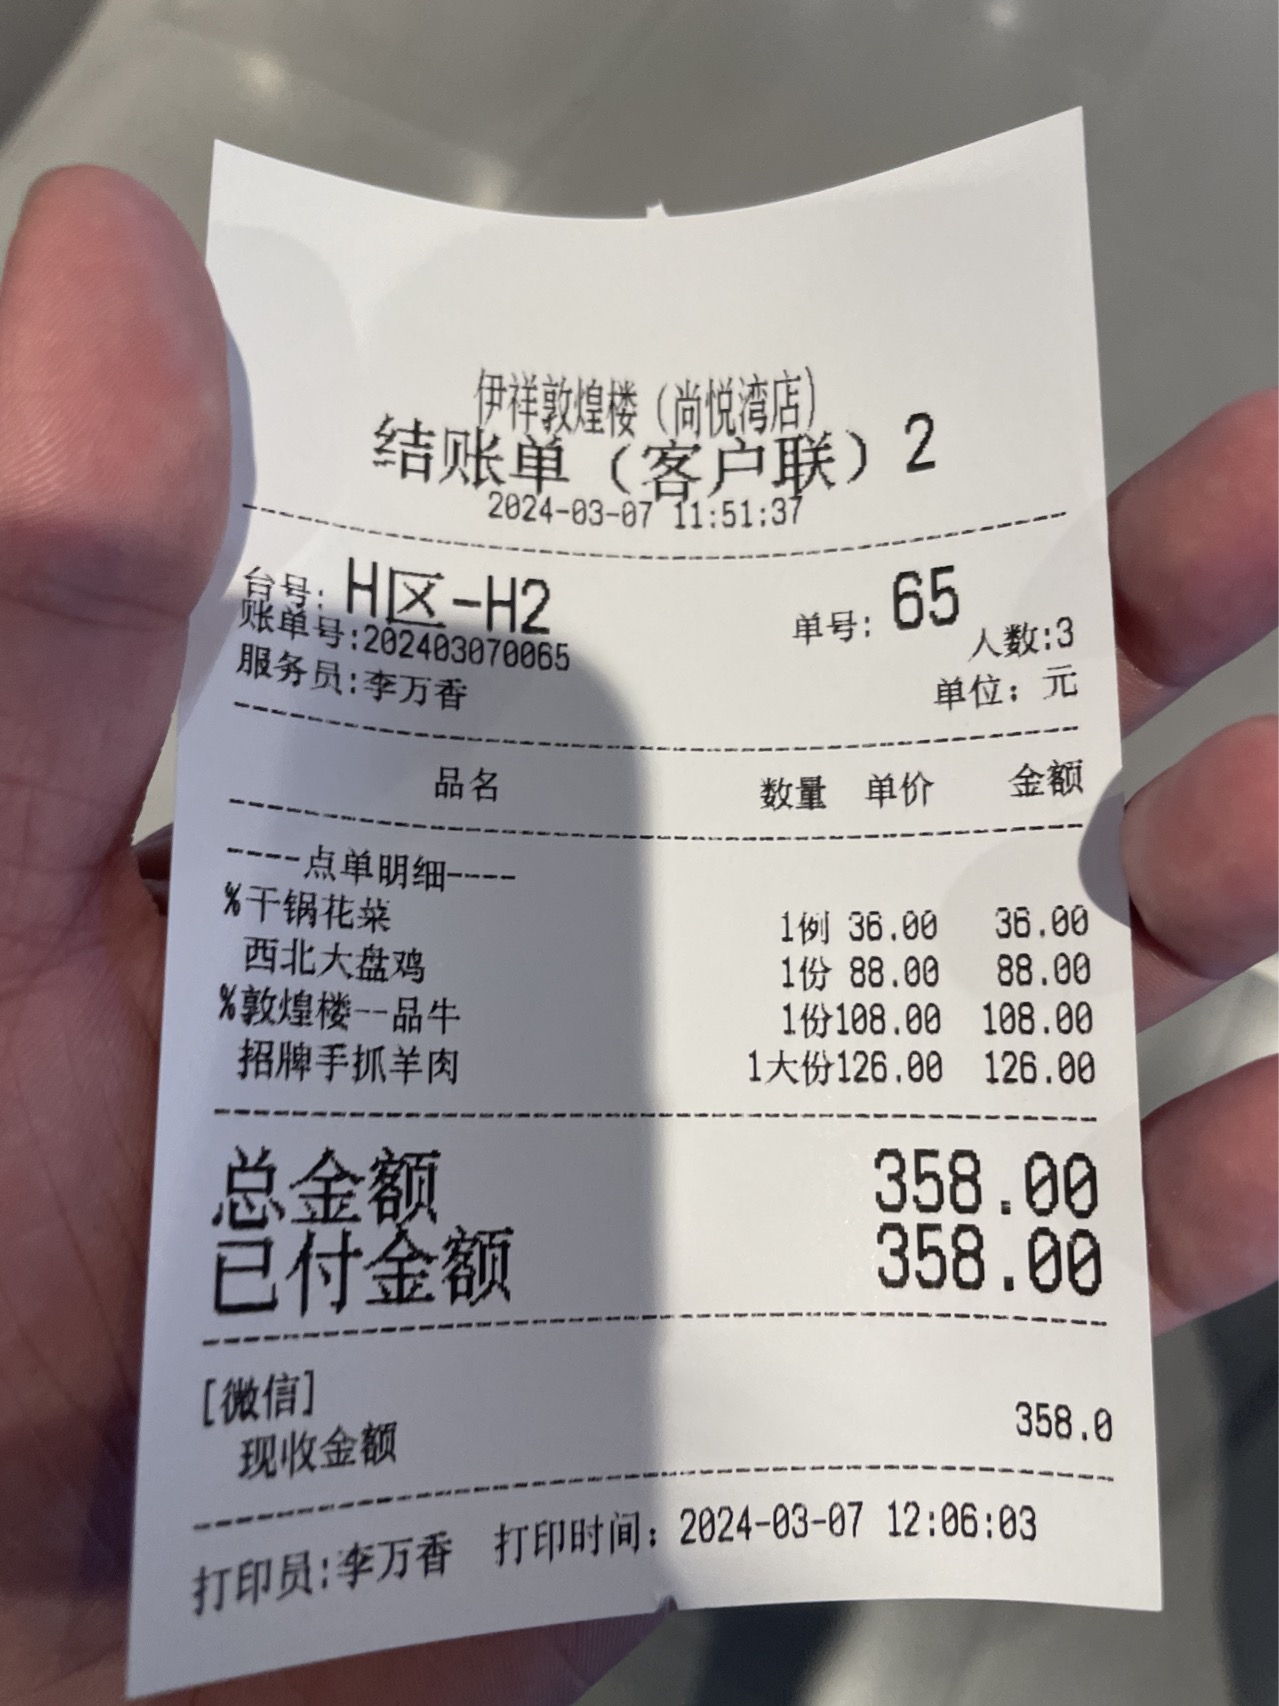 伊祥敦煌楼（尚悦湾店）
结账单（客户联）2
2024-03-07 11:51:37
台号: H区-H2 单号: 65
账单号:202403070065 人数:3
服务员:李万香 单位: 元
品名 数量 单价 金额
----点单明细----
%干锅花菜 1例 36.00 36.00
西北大盘鸡 1份 88.00 88.00
%敦煌楼--品牛 1份108.00 108.00
招牌手抓羊肉 1大份126.00 126.00
总金额 358.00
已付金额 358.00
[微信]
现收金额 358.0
打印员:李万香 打印时间: 2024-03-07 12:06:03